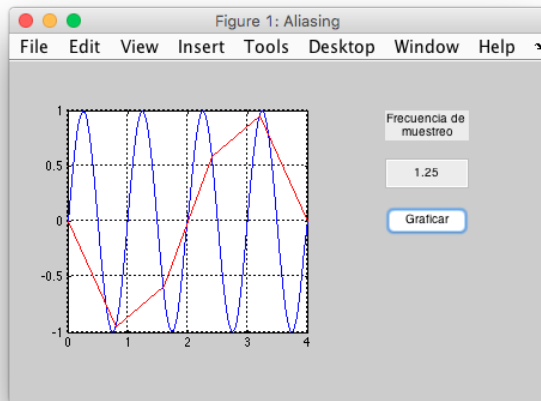 Figure 1: Aliasing
File Edit View Insert Tools Desktop Window Help
1
0.5
0
-0.5
-1
0 1 2 3 4
Frecuencia de
muestreo
1.25
Graficar